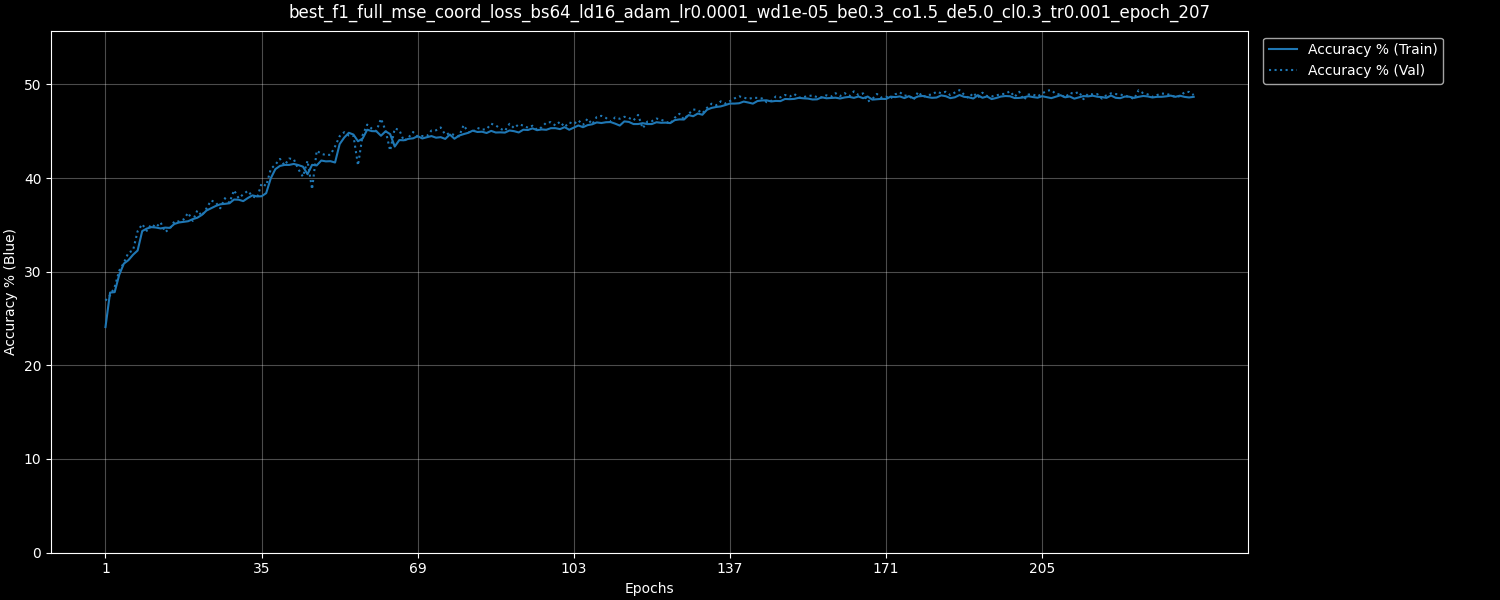 best_f1_full_mse_coord_loss_bs64_ld16_adam_lr0.0001_wd1e-05_be0.3_co1.5_de5.0_cl0.3_tr0.001_epoch_207
Accuracy % (Train)
Accuracy % (Val)
Accuracy % (Blue)
50
40
30
20
10
0
1 35 69 103 137 171 205
Epochs